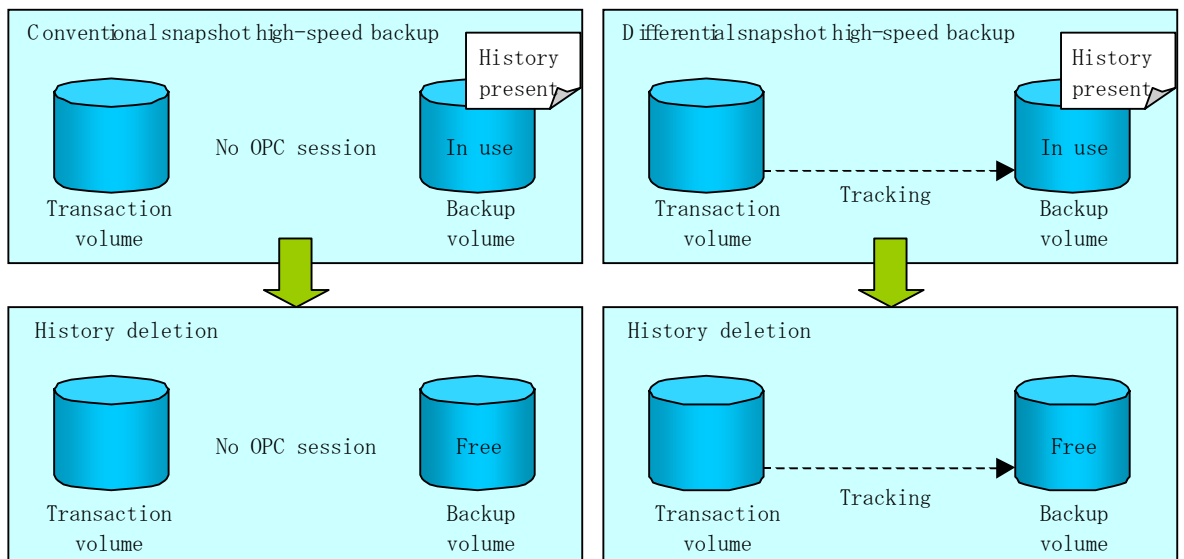 Conventional snapshot high-speed backup
History
present
No OPC session
In use
Transaction
volume
Backup
volume
Differential snapshot high-speed backup
History
present
In use
Tracking
Transaction
volume
Backup
volume
History deletion
No OPC session
Free
Transaction
volume
Backup
volume
History deletion
Free
Tracking
Transaction
volume
Backup
volume